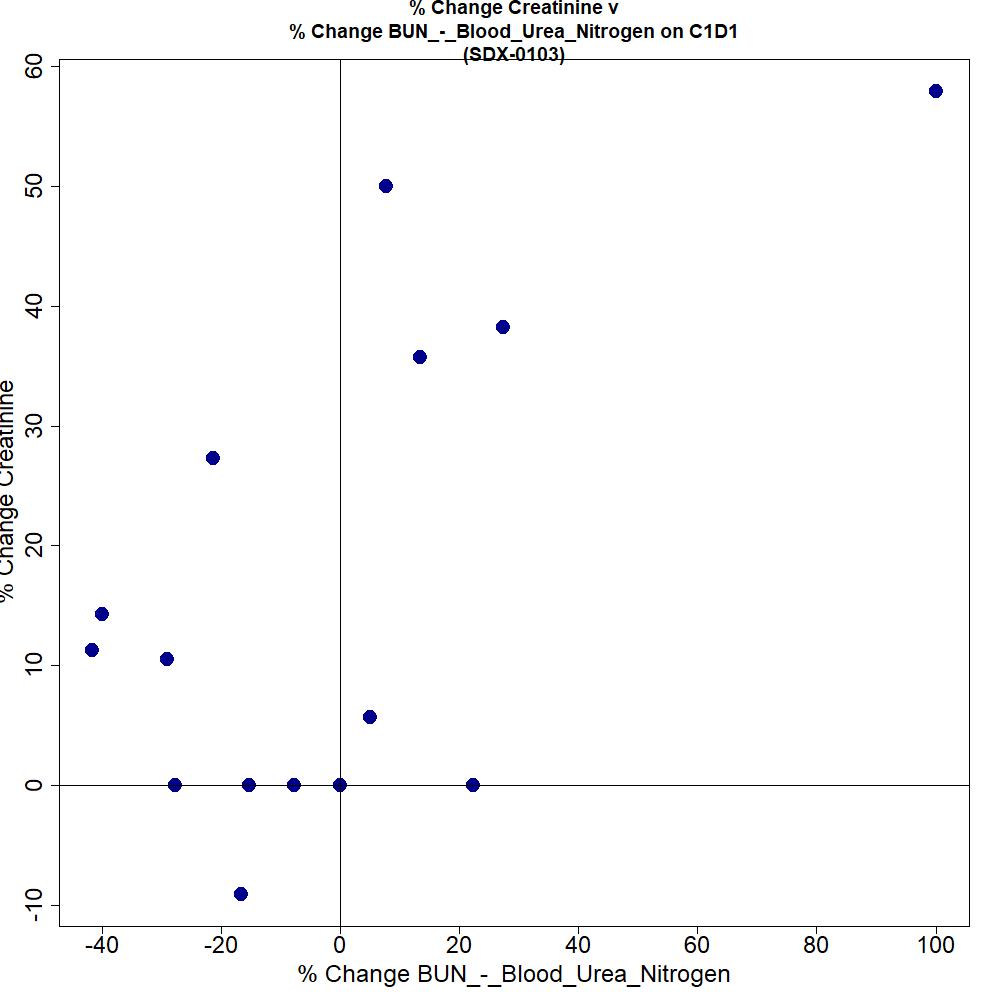 % Change Creatinine v
% Change BUN_-_Blood_Urea_Nitrogen on C1D1
(SDX-0103)
60
50
40
30
20
10
0
-10
% Change Creatinine
-40 -20 0 20 40 60 80 100
% Change BUN_-_Blood_Urea_Nitrogen